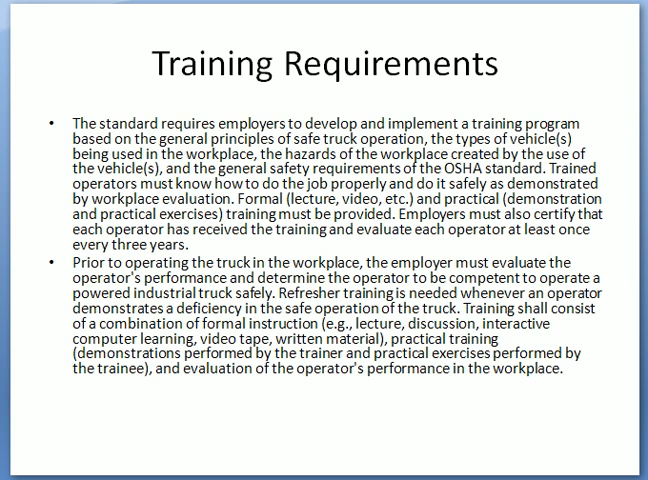 Training Requirements
• The standard requires employers to develop and implement a training program
based on the general principles of safe truck operation, the types of vehicle(s)
being used in the workplace, the hazards of the workplace created by the use of
the vehicle(s), and the general safety requirements of the OSHA standard. Trained
operators must know how to do the job properly and do it safely as demonstrated
by workplace evaluation. Formal (lecture, video, etc.) and practical (demonstration
and practical exercises) training must be provided. Employers must also certify that
each operator has received the training and evaluate each operator at least once
every three years.
• Prior to operating the truck in the workplace, the employer must evaluate the
operator's performance and determine the operator to be competent to operate a
powered industrial truck safely. Refresher training is needed whenever an operator
demonstrates a deficiency in the safe operation of the truck. Training shall consist
of a combination of formal instruction (e.g., lecture, discussion, interactive
computer learning, video tape, written material), practical training
(demonstrations performed by the trainer and practical exercises performed by
the trainee), and evaluation of the operator's performance in the workplace.